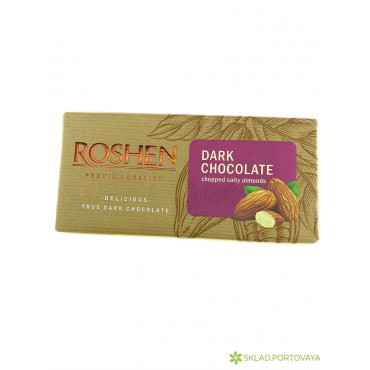 ROSHEN
PREMIUM QUALITY
·DELICIOUS·
TRUE DARK CHOCOLATE
DARK
CHOCOLATE
chopped salty almonds
SKLAD.PORTOVAYA